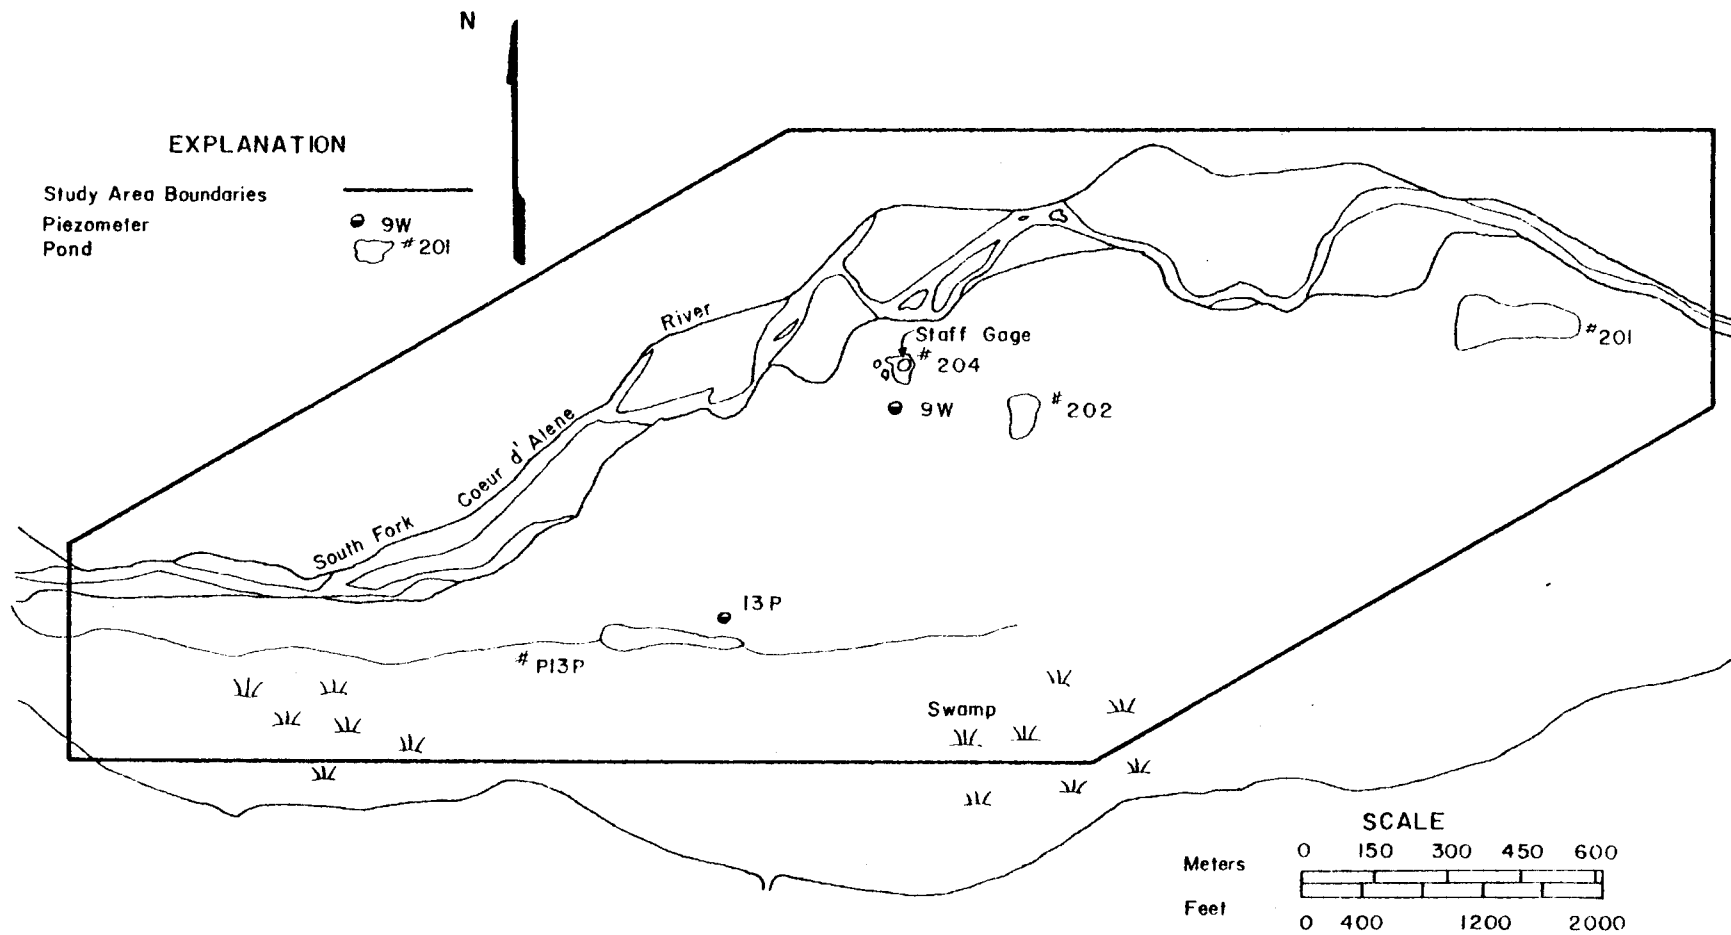 N
EXPLANATION
Study Area Boundaries
Piezometer 9W
Pond #201
River
Coeur d'Alene
South Fork
Staff Gage
#204
9W
#202
#201
13P
#P13P
Swamp
SCALE
Meters 0 150 300 450 600
Feet 0 400 1200 2000